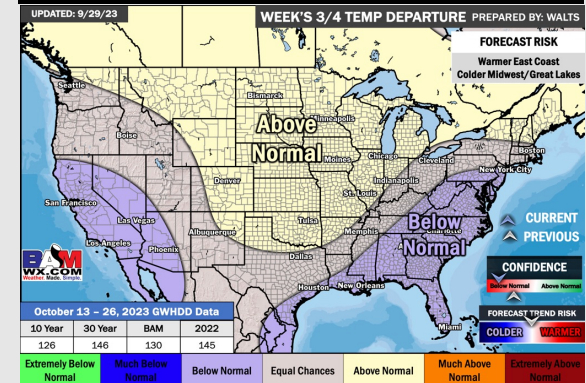 UPDATED: 9/29/23
WEEK'S 3/4 TEMP DEPARTURE PREPARED BY: WALTS
FORECAST RISK
Warmer East Coast
Colder Midwest/Great Lakes
Seattle
Bismarck
Minneapolis
Boise
Above
Normal
Moines
Chicago
Cleveland
Boston
New York City
Denver
Indianapolis
St. Louis
San Francisco
Las Vegas
Los Angeles
Phoenix
Albuquerque
Tulsa
Memphis
Charlotte
Below
Normal
Dallas
Houston
New Orleans
Miami
CURRENT
PREVIOUS
BAM
WX.COM
Weather. Made. Simple.
CONFIDENCE
Below Normal Above Normal
FORECAST TREND RISK
COLDER WARMER
October 13 – 26, 2023 GWHDD Data
10 Year 30 Year BAM 2022
126 146 130 145
Extremely Below Normal
Much Below Normal
Below Normal
Equal Chances
Above Normal
Much Above Normal
Extremely Above Normal